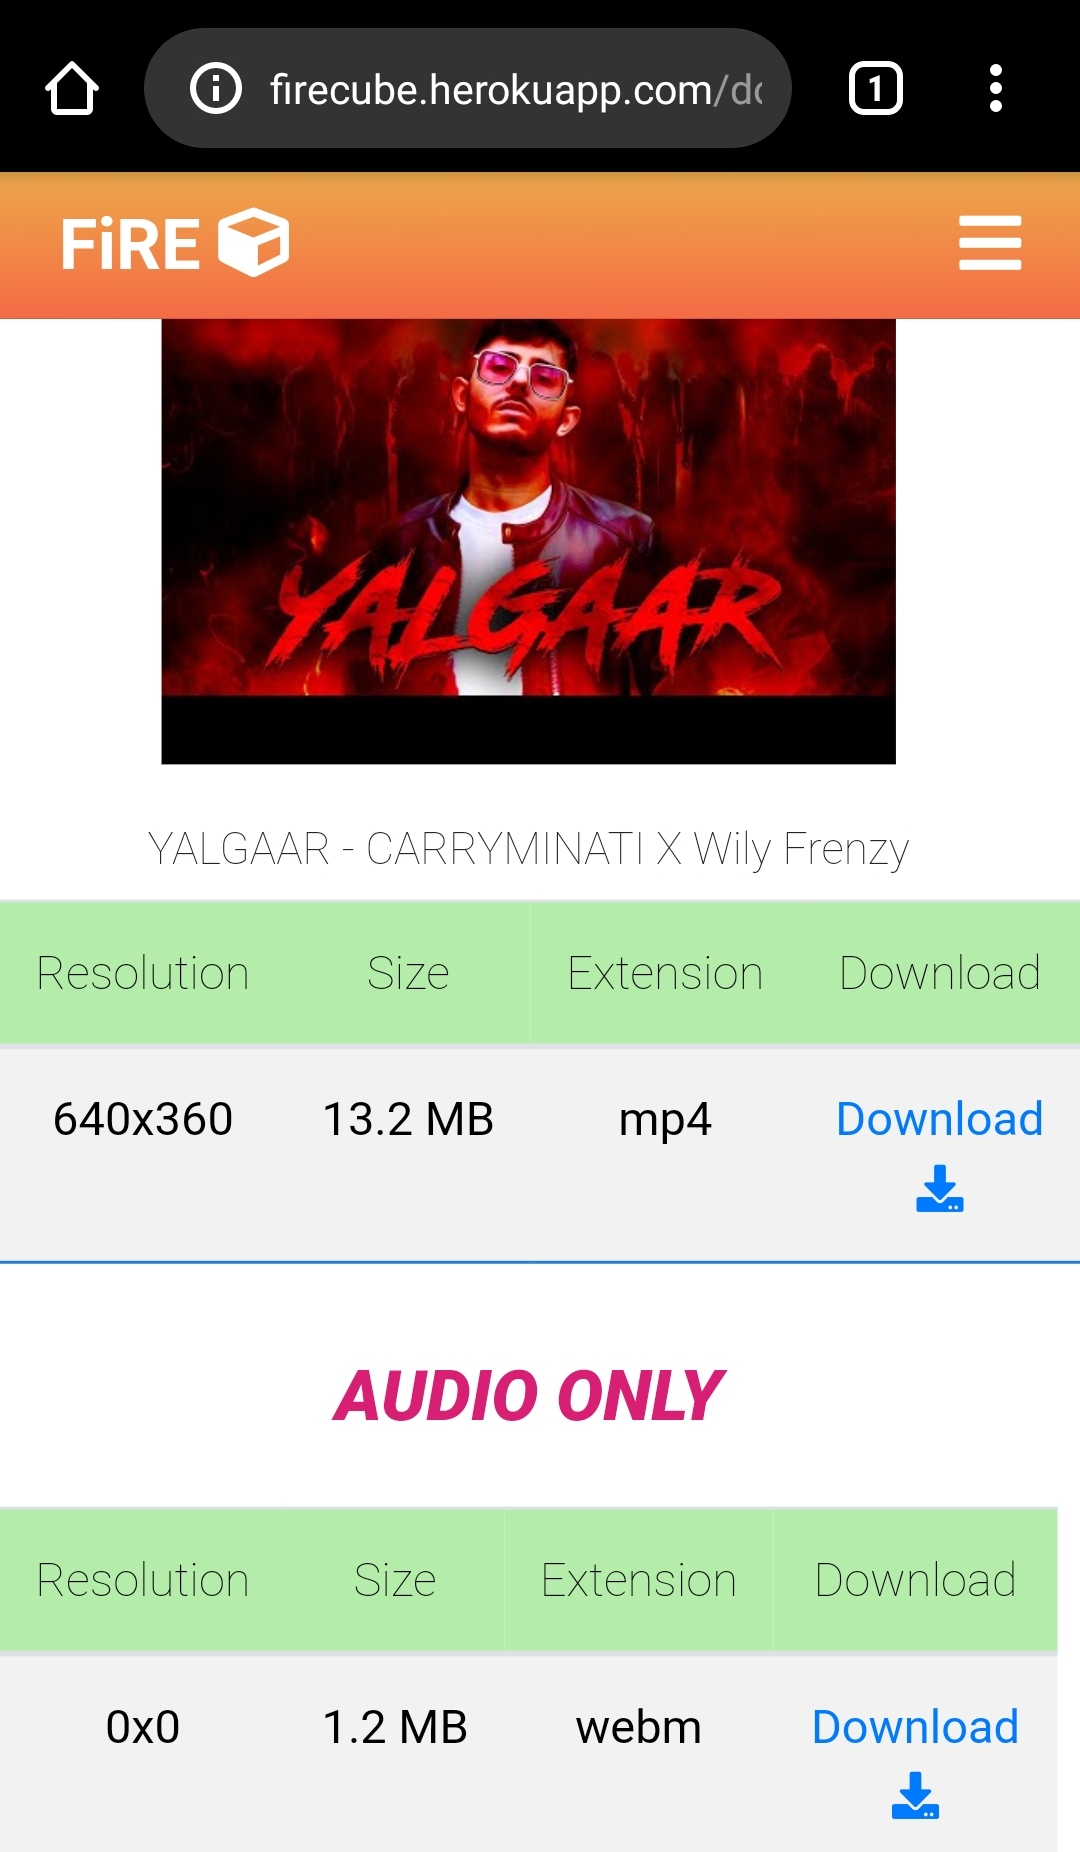 1
firecube.herokuapp.com/do
FiRE
YALGAAR
YALGAAR - CARRYMINATI X Wily Frenzy
Resolution Size Extension Download
640x360 13.2 MB mp4 Download
AUDIO ONLY
Resolution Size Extension Download
0x0 1.2 MB webm Download